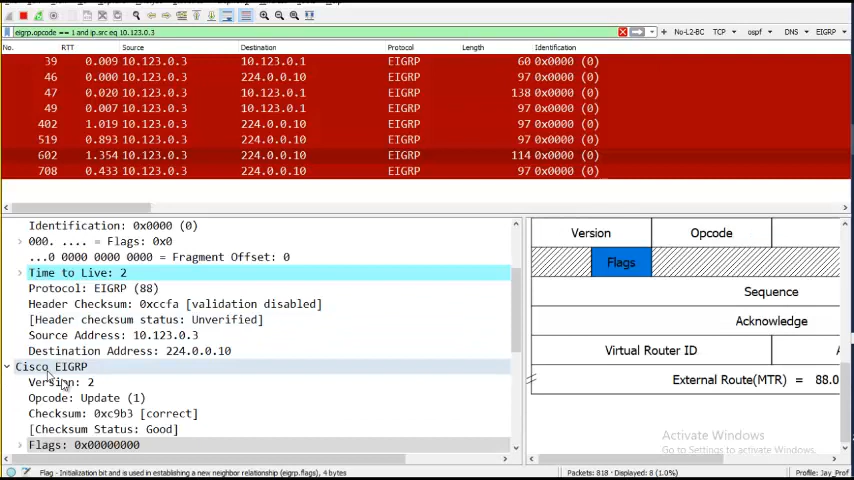 eigrp.opcode == 1 and ip.src eq 10.123.0.3 No-L2-BC TCP ospf DNS EIGRP
No. RTT Source Destination Protocol Length Identification
39 0.009 10.123.0.3 10.123.0.1 EIGRP 60 0x0000 (0)
46 0.000 10.123.0.3 224.0.0.10 EIGRP 97 0x0000 (0)
47 0.020 10.123.0.3 10.123.0.1 EIGRP 138 0x0000 (0)
49 0.007 10.123.0.3 10.123.0.1 EIGRP 97 0x0000 (0)
402 1.019 10.123.0.3 224.0.0.10 EIGRP 97 0x0000 (0)
519 0.893 10.123.0.3 224.0.0.10 EIGRP 97 0x0000 (0)
602 1.354 10.123.0.3 224.0.0.10 EIGRP 114 0x0000 (0)
708 0.433 10.123.0.3 224.0.0.10 EIGRP 97 0x0000 (0)
Identification: 0x0000 (0)
000. .... = Flags: 0x0
...0 0000 0000 0000 = Fragment Offset: 0
Time to Live: 2
Protocol: EIGRP (88)
Header Checksum: 0xccfa [validation disabled]
[Header checksum status: Unverified]
Source Address: 10.123.0.3
Destination Address: 224.0.0.10
Cisco EIGRP
Version: 2
Opcode: Update (1)
Checksum: 0xc9b3 [correct]
[Checksum Status: Good]
Flags: 0x00000000
Version Opcode
Flags
Sequence
Acknowledge
Virtual Router ID
External Route(MTR) = 88.0
Activate Windows
Go to Settings to activate Windows.
Flag - Initialization bit and is used in establishing a new neighbor relationship (eigrp.flags), 4 bytes Packets: 818 · Displayed: 8 (1.0%) Profile: Jay_Prof